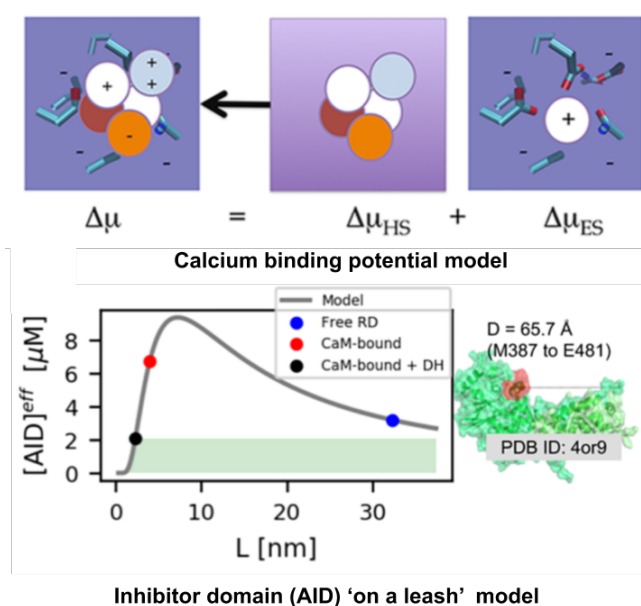 + + + -
- - - -
+ - - -
Δμ = Δμ_HS + Δμ_ES
Calcium binding potential model
[AID]^eff [μM]
8
6
4
2
0
Model
Free RD
CaM-bound
CaM-bound + DH
0 10 20 30
L [nm]
D = 65.7 Å
(M387 to E481)
PDB ID: 4or9
Inhibitor domain (AID) ‘on a leash’ model